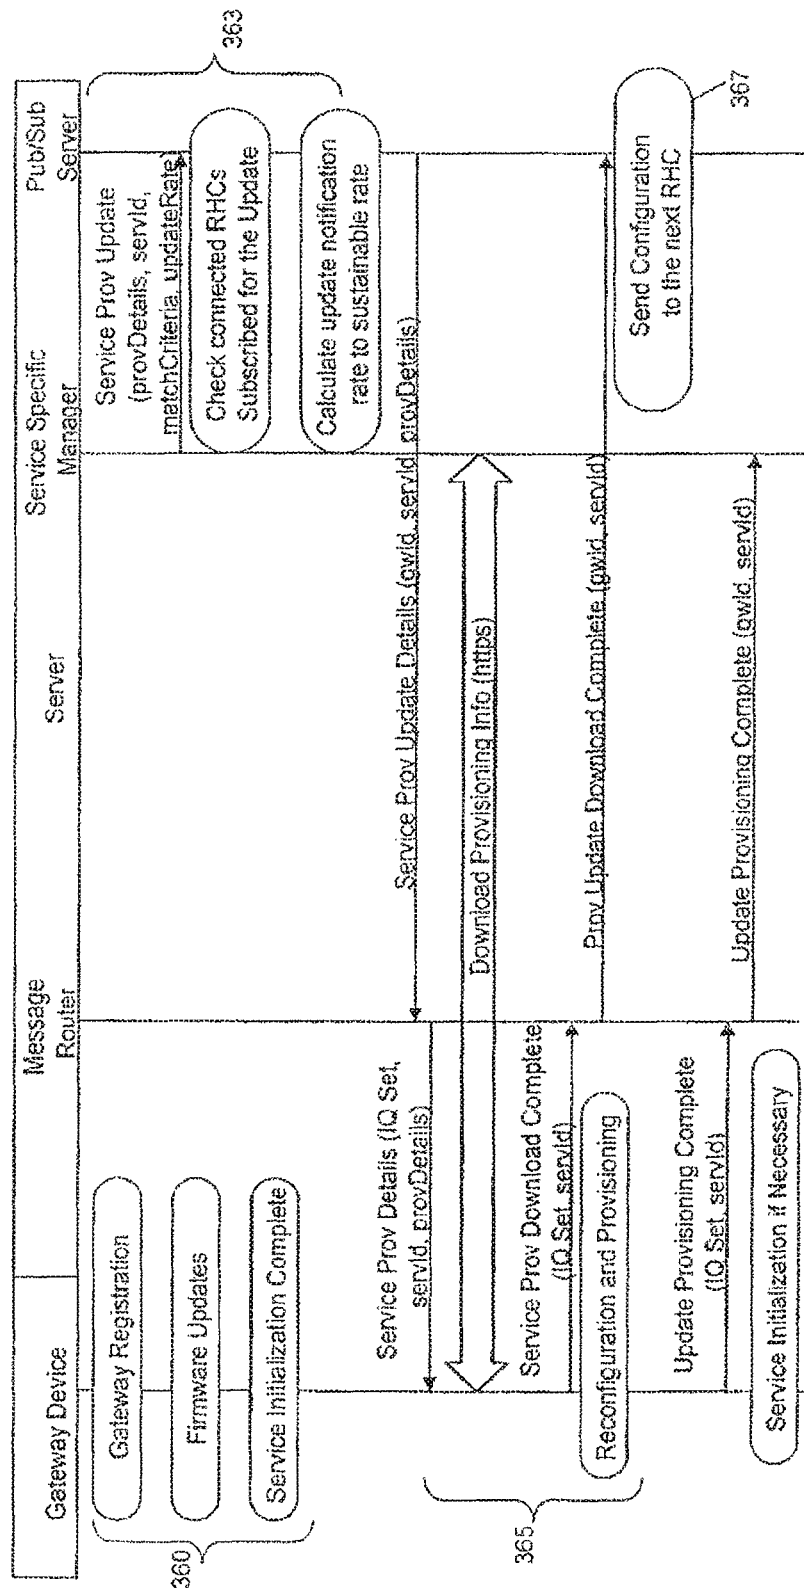 Gateway Device
Message
Router
Server
Service Specific
Manager
Pub/Sub
Server
360
Gateway Registration
Firmware Updates
Service Initialization Complete
Service Prov Update
(provDetails, servId,
matchCriteria, updateRate)
363
Check connected RHCs
Subscribed for the Update
Calculate update notification
rate to sustainable rate
Service Prov Update Details (gwId, servId, provDetails)
Service Prov Details (IQ Set,
servId, provDetails)
Download Provisioning Info (https)
365
Service Prov Download Complete
(IQ Set, servId)
Prov Update Download Complete (gwId, servId)
Reconfiguration and Provisioning
Send Configuration
to the next RHC
367
Update Provisioning Complete
(IQ Set, servId)
Update Provisioning Complete (gwId, servId)
Service Initialization if Necessary